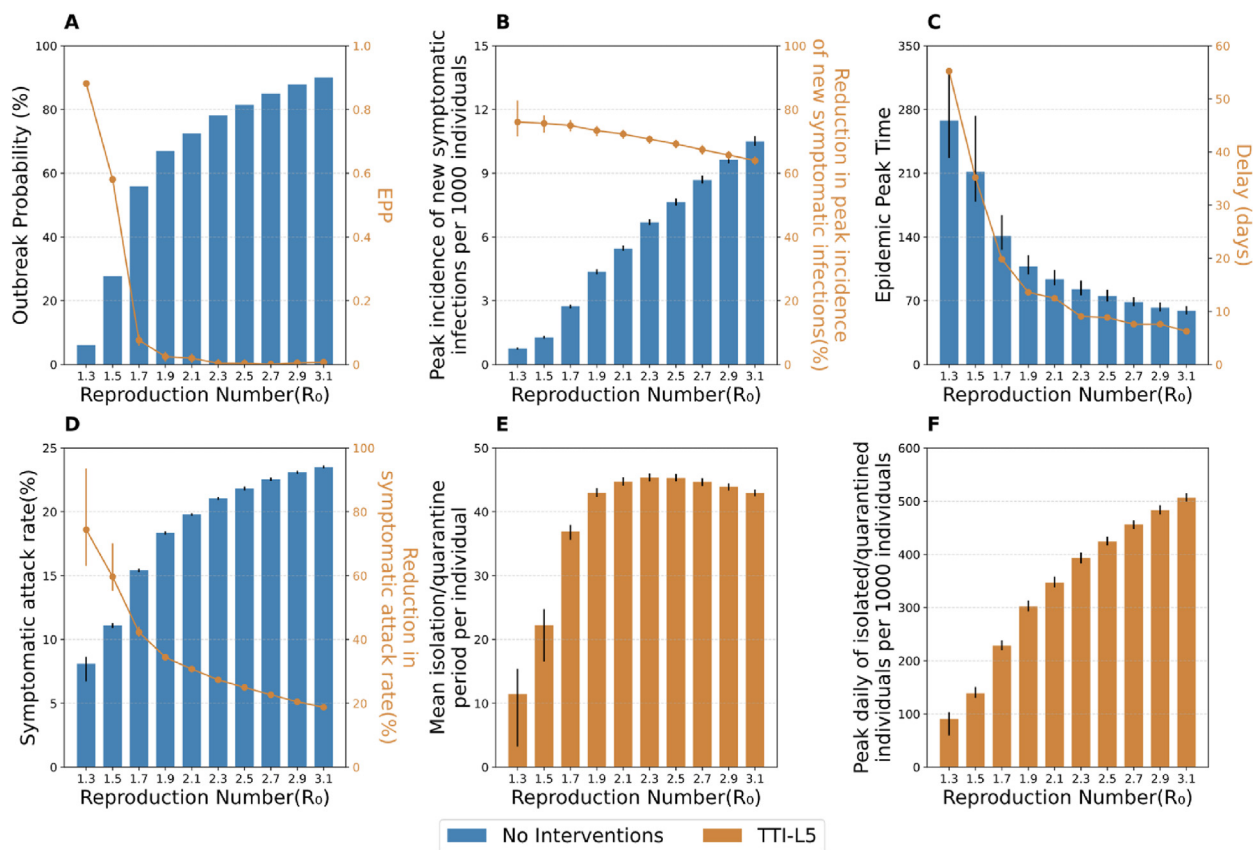 A
Outbreak Probability (%)
100
80
60
40
20
0
1.0
0.8
0.6
0.4
0.2
0
EPP
1.3 1.5 1.7 1.9 2.1 2.3 2.5 2.7 2.9 3.1
Reproduction Number(R₀)
B
Peak incidence of new symptomatic
infections per 1000 individuals
15
12
9
6
3
0
100
80
60
40
20
0
Reduction in peak incidence
of new symptomatic infections(%)
1.3 1.5 1.7 1.9 2.1 2.3 2.5 2.7 2.9 3.1
Reproduction Number(R₀)
C
Epidemic Peak Time
350
280
210
140
70
0
60
50
40
30
20
10
0
Delay (days)
1.3 1.5 1.7 1.9 2.1 2.3 2.5 2.7 2.9 3.1
Reproduction Number(R₀)
D
Symptomatic attack rate(%)
25
20
15
10
5
0
100
80
60
40
20
0
Reduction in
symptomatic attack rate(%)
1.3 1.5 1.7 1.9 2.1 2.3 2.5 2.7 2.9 3.1
Reproduction Number(R₀)
E
Mean isolation/quarantine
period per individual
50
40
30
20
10
0
1.3 1.5 1.7 1.9 2.1 2.3 2.5 2.7 2.9 3.1
Reproduction Number(R₀)
F
Peak daily of isolated/quarantined
individuals per 1000 individuals
600
500
400
300
200
100
0
1.3 1.5 1.7 1.9 2.1 2.3 2.5 2.7 2.9 3.1
Reproduction Number(R₀)
No Interventions
TTI-L5